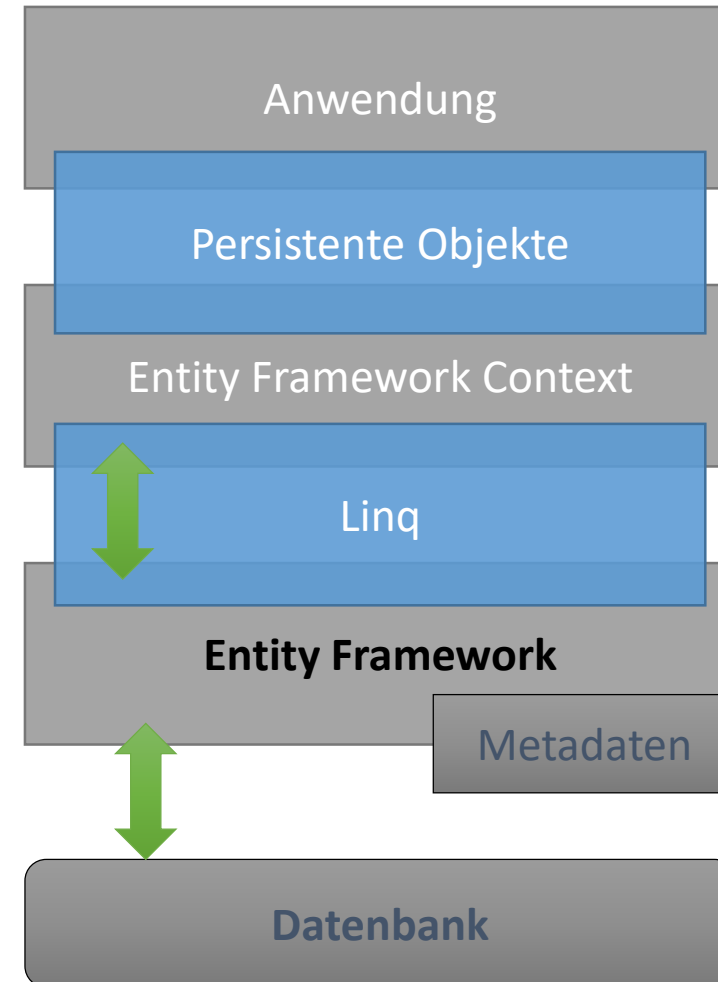 Anwendung
Persistente Objekte
Entity Framework Context
Linq
Entity Framework
Metadaten
Datenbank